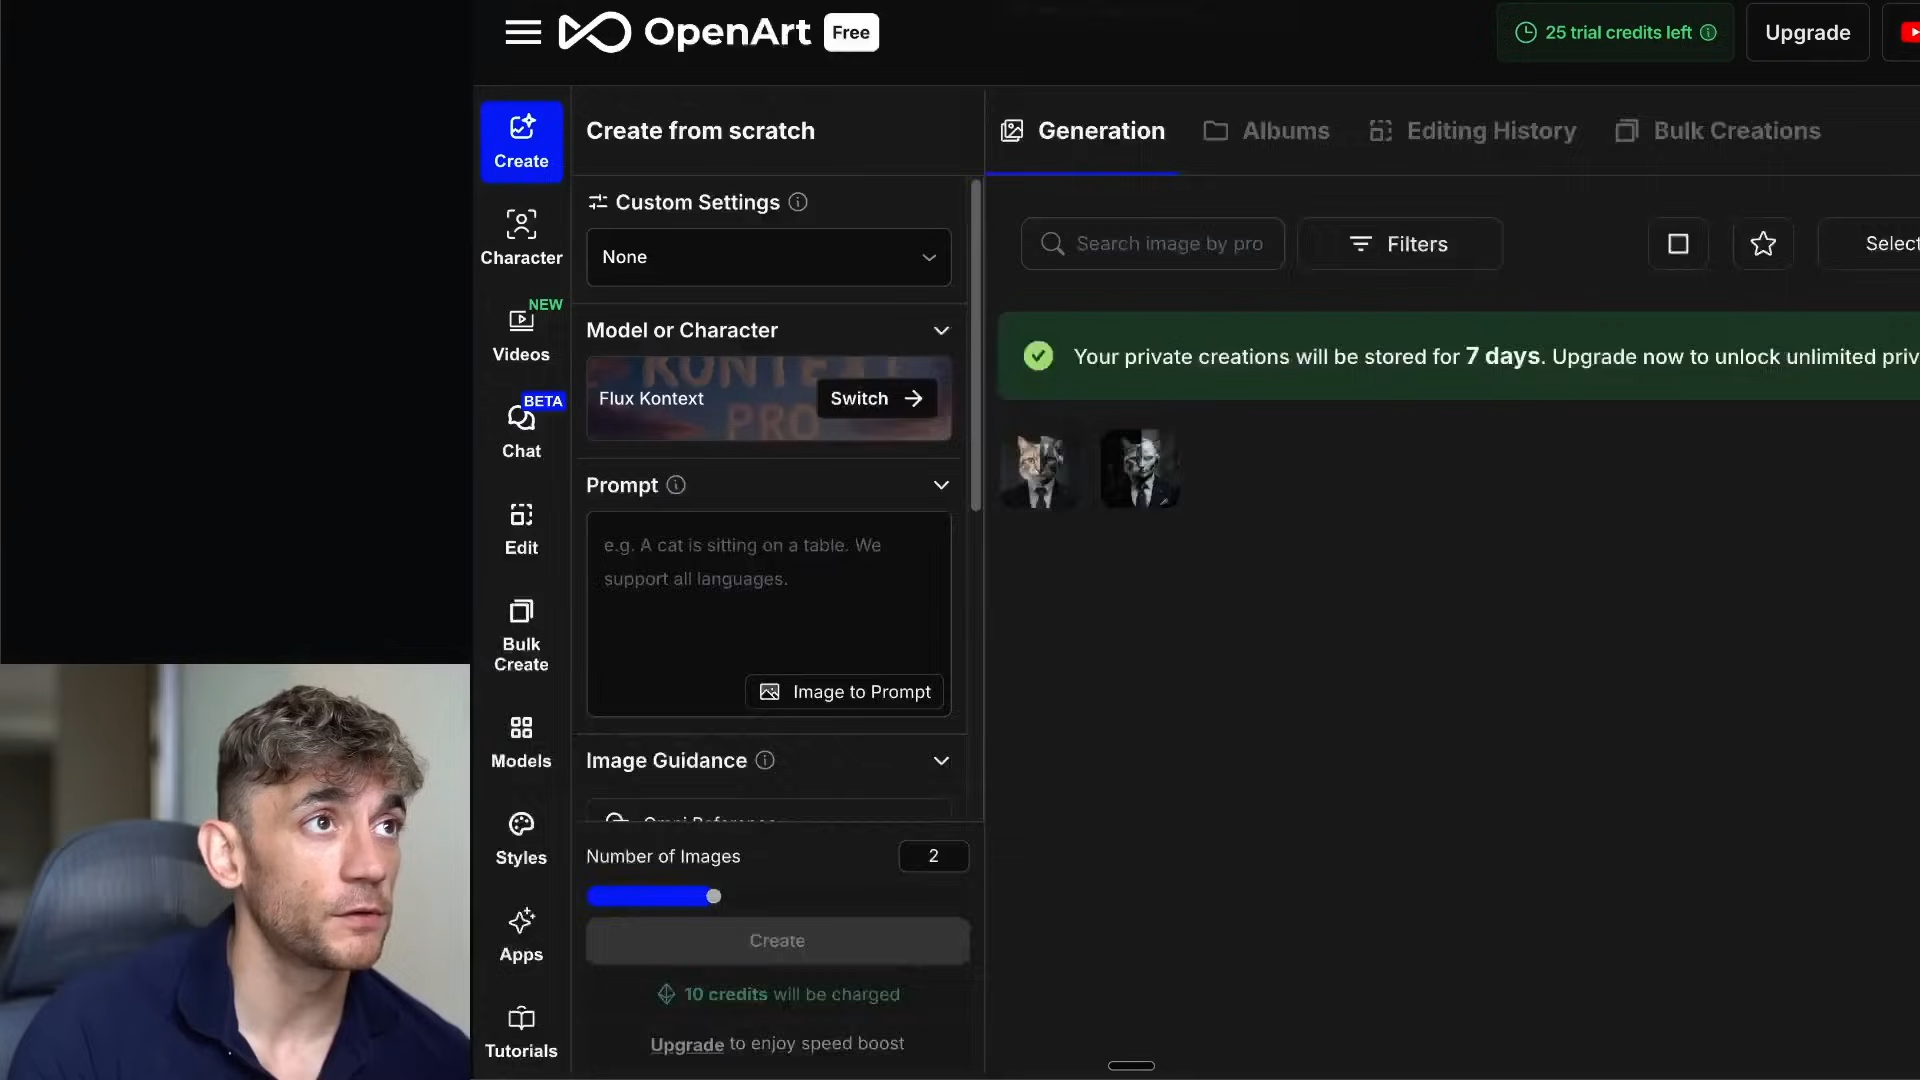 OpenArt Free
25 trial credits left
Upgrade
Create
Character
NEW
Videos
BETA
Chat
Edit
Bulk
Create
Models
Styles
Apps
Tutorials
Create from scratch
Custom Settings
None
Model or Character
KONTEXT
PRO
Flux Kontext
Switch
Prompt
e.g. A cat is sitting on a table. We
support all languages.
Image to Prompt
Image Guidance
Omni Reference
Number of Images
2
Create
10 credits will be charged
Upgrade to enjoy speed boost
Generation
Albums
Editing History
Bulk Creations
Search image by pro
Filters
Select
Your private creations will be stored for 7 days. Upgrade now to unlock unlimited priv